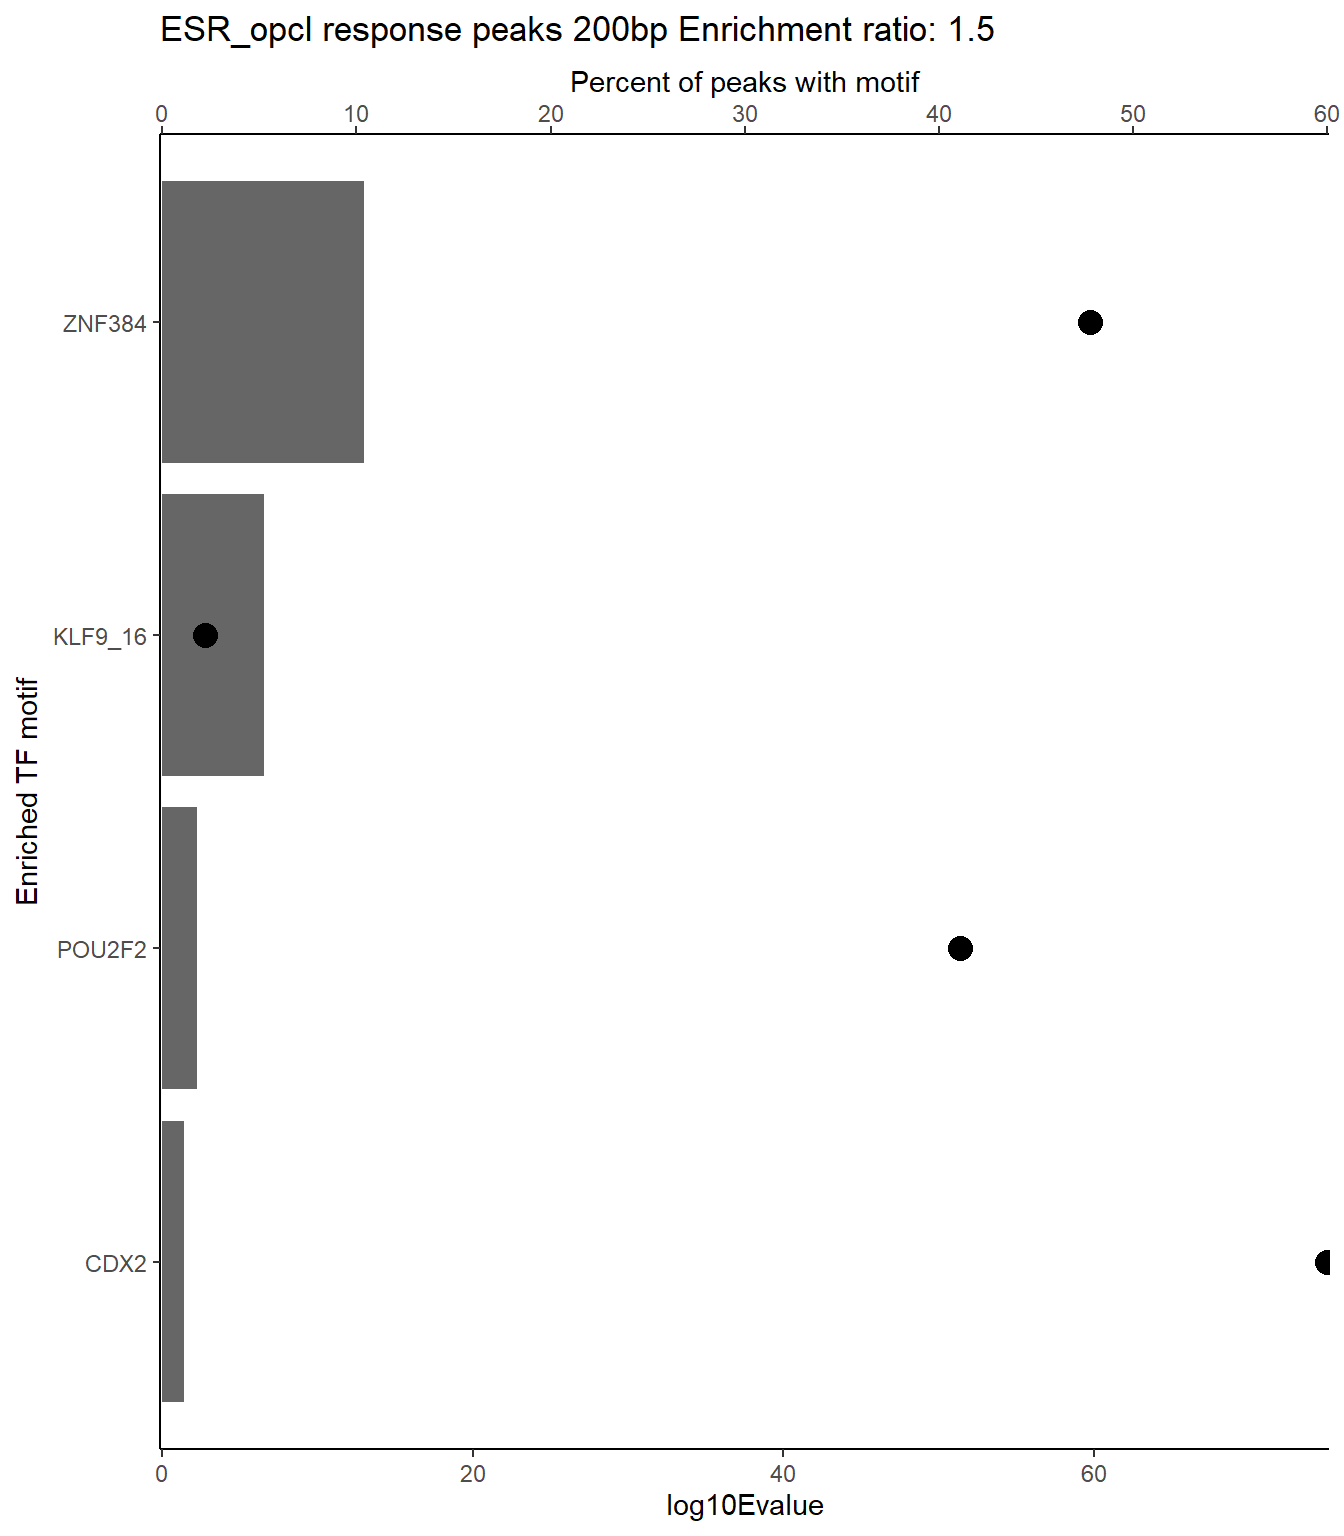 ESR_opcl response peaks 200bp Enrichment ratio: 1.5
Percent of peaks with motif
0 10 20 30 40 50 60
Enriched TF motif
ZNF384
KLF9_16
POU2F2
CDX2
0 20 40 60
log10Evalue